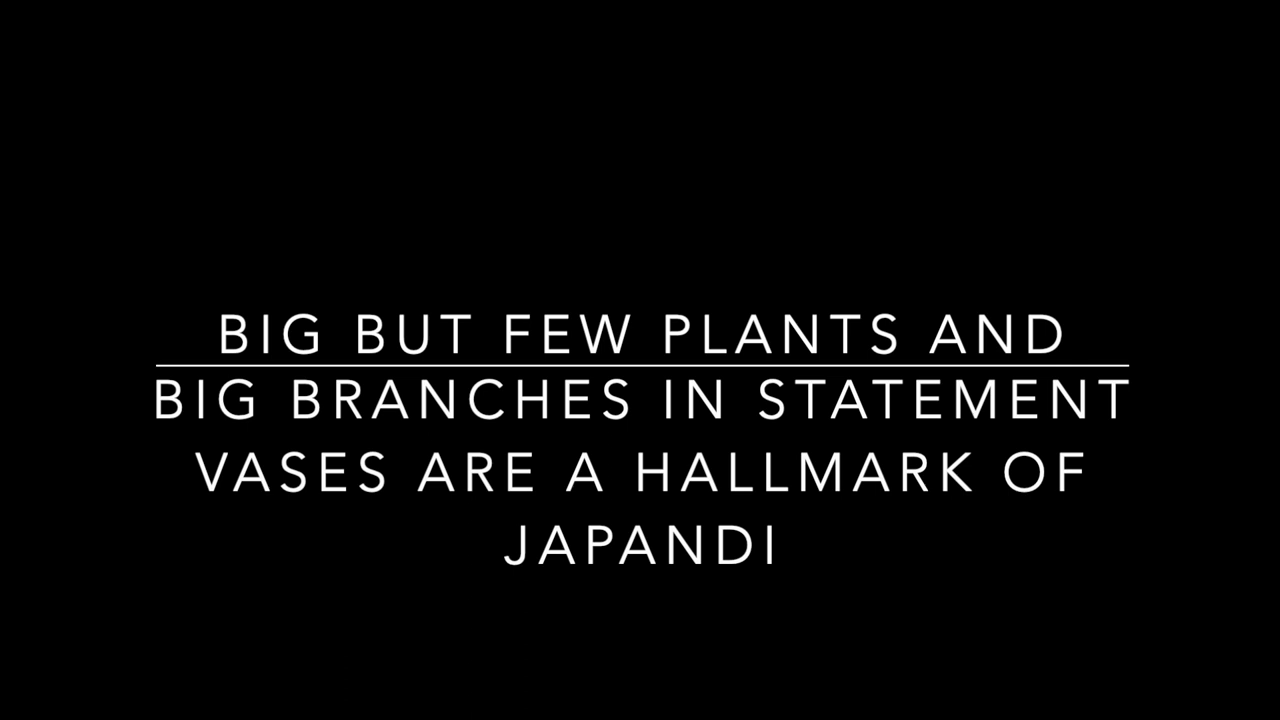 BIG BUT FEW PLANTS AND
BIG BRANCHES IN STATEMENT
VASES ARE A HALLMARK OF
JAPANDI